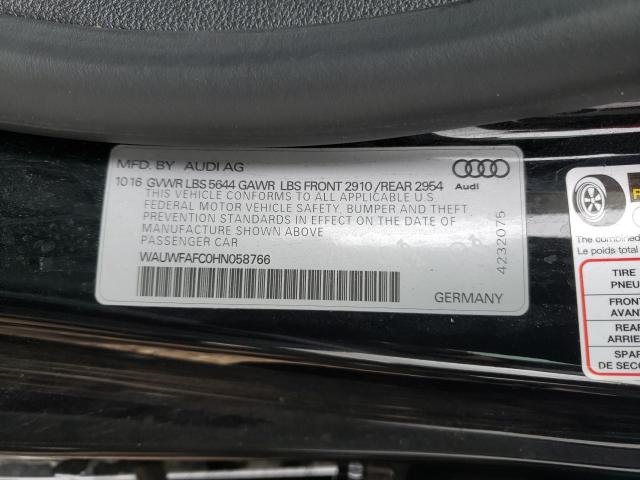 MFD. BY AUDI AG
10 16 GVWR LBS 5644 GAWR LBS FRONT 2910 / REAR 2954
THIS VEHICLE CONFORMS TO ALL APPLICABLE U.S.
FEDERAL MOTOR VEHICLE SAFETY, BUMPER AND THEFT
PREVENTION STANDARDS IN EFFECT ON THE DATE OF
MANUFACTURE SHOWN ABOVE
PASSENGER CAR
WAUWFAFC0HN058766
Audi
4232075
GERMANY
The total
Le poids total
TIRE
PNEU
FRONT
AVANT
REAR
ARRIE
SPAR
DE SECO